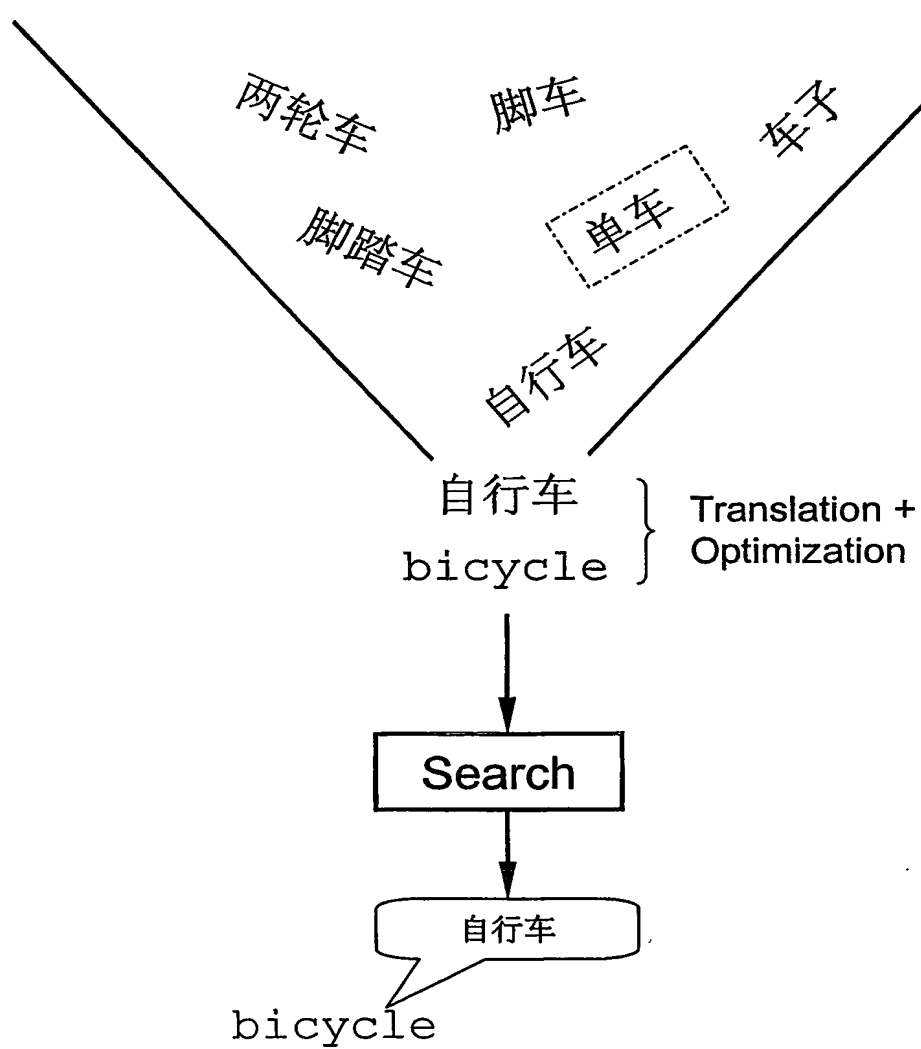 两轮车
脚车
车子
脚踏车
单车
自行车
自行车
bicycle
Translation +
Optimization
Search
自行车
bicycle